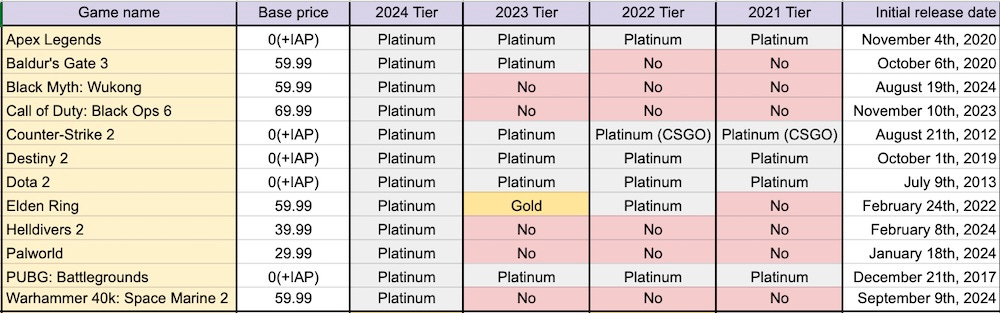 Game name Base price 2024 Tier 2023 Tier 2022 Tier 2021 Tier Initial release date
Apex Legends 0(+IAP) Platinum Platinum Platinum Platinum November 4th, 2020
Baldur's Gate 3 59.99 Platinum Platinum No No October 6th, 2020
Black Myth: Wukong 59.99 Platinum No No No August 19th, 2024
Call of Duty: Black Ops 6 69.99 Platinum No No No November 10th, 2023
Counter-Strike 2 0(+IAP) Platinum Platinum Platinum (CSGO) Platinum (CSGO) August 21th, 2012
Destiny 2 0(+IAP) Platinum Platinum Platinum Platinum October 1th, 2019
Dota 2 0(+IAP) Platinum Platinum Platinum Platinum July 9th, 2013
Elden Ring 59.99 Platinum Gold Platinum No February 24th, 2022
Helldivers 2 39.99 Platinum No No No February 8th, 2024
Palworld 29.99 Platinum No No No January 18th, 2024
PUBG: Battlegrounds 0(+IAP) Platinum Platinum Platinum Platinum December 21th, 2017
Warhammer 40k: Space Marine 2 59.99 Platinum No No No September 9th, 2024